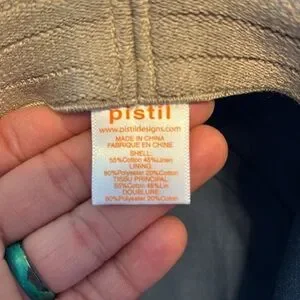 pistil
www.pistildesigns.com
MADE IN CHINA
FABRIQUE EN CHINE
SHELL:
55%Cotton 45%Linen
LINING:
80%Polyester 20%Cotton
TISSU PRINCIPAL
55%Coton 45%Lin
DOUBLURE:
80%Polyester 20%Coton